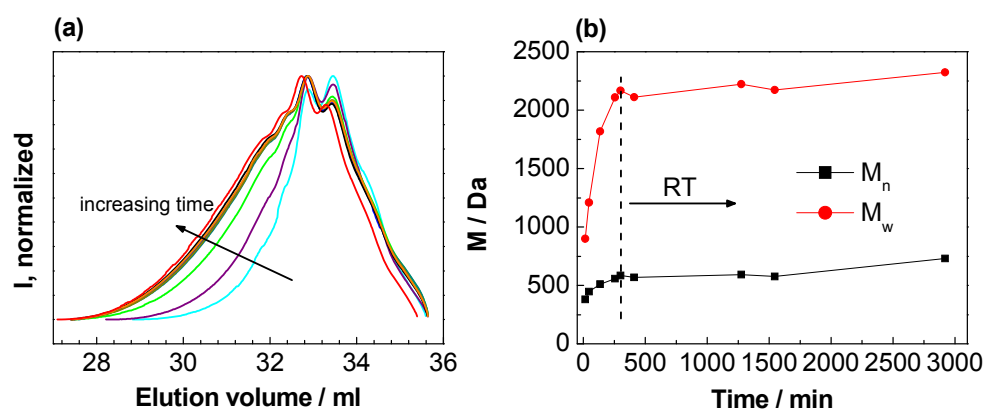 (a)
I, normalized
increasing time
28
30
32
34
36
Elution volume / ml
(b)
M / Da
2500
2000
1500
1000
500
0
RT
Mn
Mw
0
500
1000
1500
2000
2500
3000
Time / min